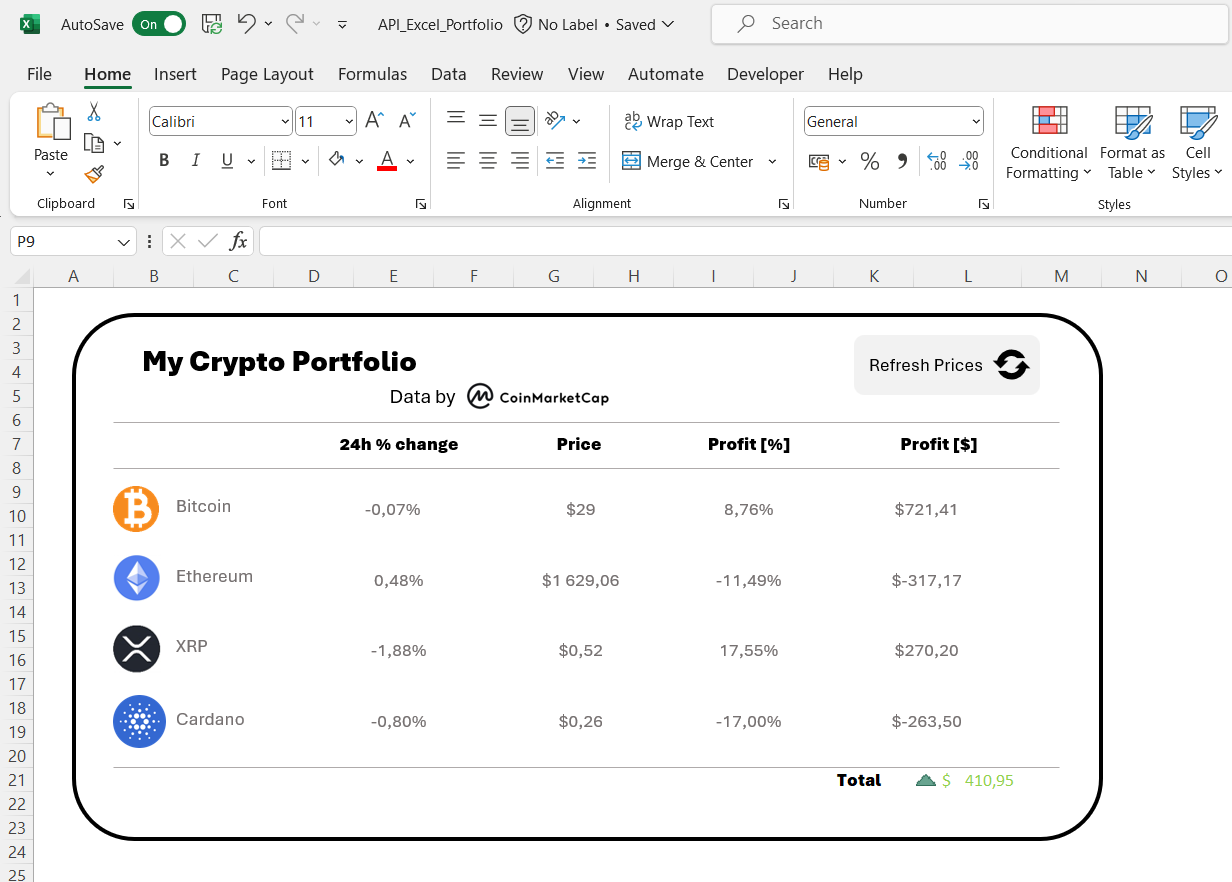 AutoSave On API_Excel_Portfolio No Label • Saved Search
File Home Insert Page Layout Formulas Data Review View Automate Developer Help
Paste
Calibri 11
B I U A
ab Wrap Text
Merge & Center
General
% 9 ←0 .00 .00 →0
Conditional Formatting
Format as Table
Cell Styles
Clipboard Font Alignment Number Styles
P9 fx
A B C D E F G H I J K L M N O
1
2
3
4
5
6
7
8
9
10
11
12
13
14
15
16
17
18
19
20
21
22
23
24
25
My Crypto Portfolio
Refresh Prices
Data by CoinMarketCap
24h % change Price Profit [%] Profit [$]
Bitcoin -0,07% $29 8,76% $721,41
Ethereum 0,48% $1 629,06 -11,49% $-317,17
XRP -1,88% $0,52 17,55% $270,20
Cardano -0,80% $0,26 -17,00% $-263,50
Total $ 410,95